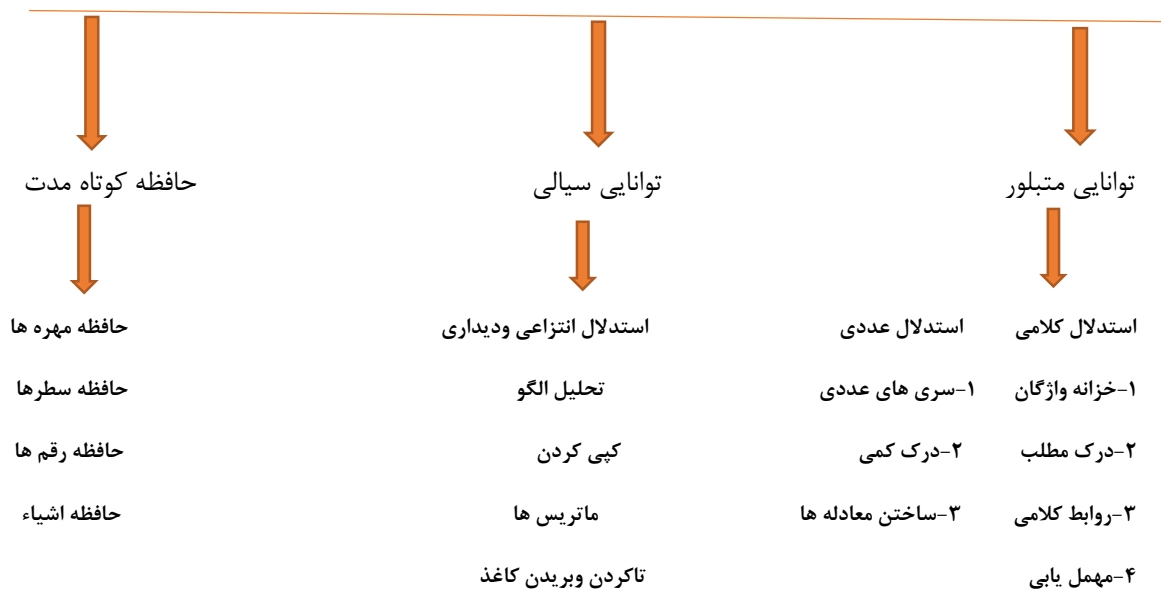 توانایی متبلور توانایی سیالی حافظه کوتاه مدت
استدلال کلامی استدلال عددی استدلال انتزاعی ودیداری حافظه مهره ها
۱-خزانه واژگان ۱-سری های عددی تحلیل الگو حافظه سطرها
۲-درک مطلب ۲-درک کمی کپی کردن حافظه رقم ها
۳-روابط کلامی ۳-ساختن معادله ها ماتریس ها حافظه اشیاء
۴-مهمل یابی تاکردن وبریدن کاغذ